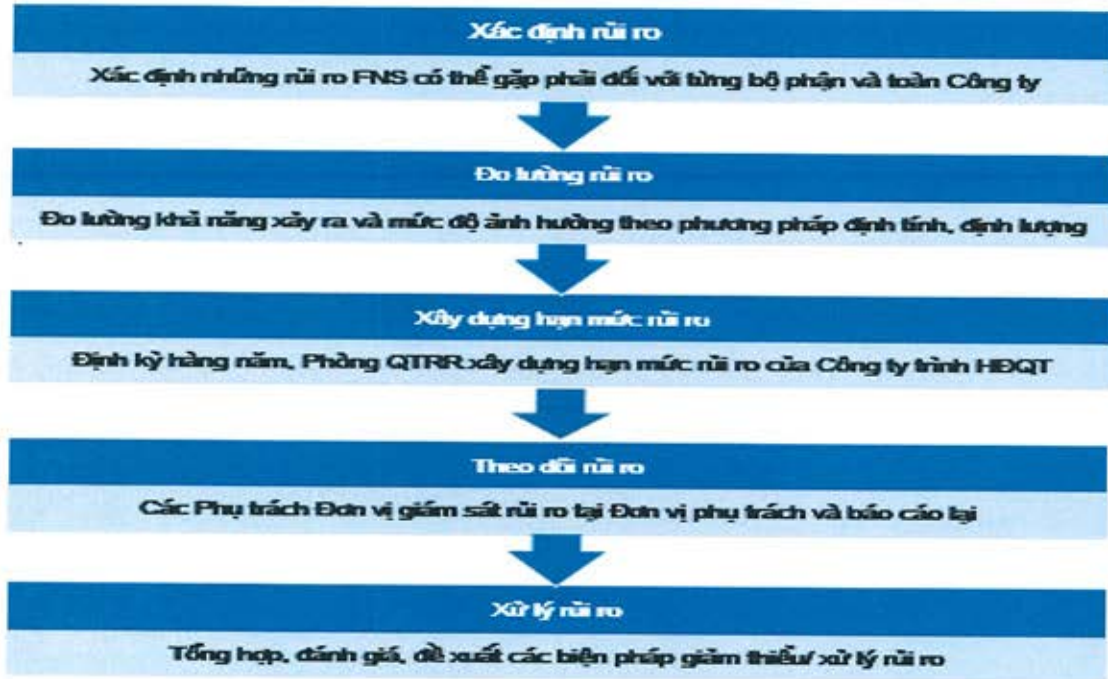 Xác định rủi ro
Xác định những rủi ro FNS có thể gặp phải đối với từng bộ phận và toàn Công ty
Đo lường rủi ro
Đo lường khả năng xảy ra và mức độ ảnh hưởng theo phương pháp định tính, định lượng
Xây dựng hạn mức rủi ro
Định kỳ hàng năm, Phòng QTRR xây dựng hạn mức rủi ro của Công ty trình HĐQT
Theo dõi rủi ro
Các Phụ trách Đơn vị giám sát rủi ro tại Đơn vị phụ trách và báo cáo lại
Xử lý rủi ro
Tổng hợp, đánh giá, đề xuất các biện pháp giảm thiểu/ xử lý rủi ro